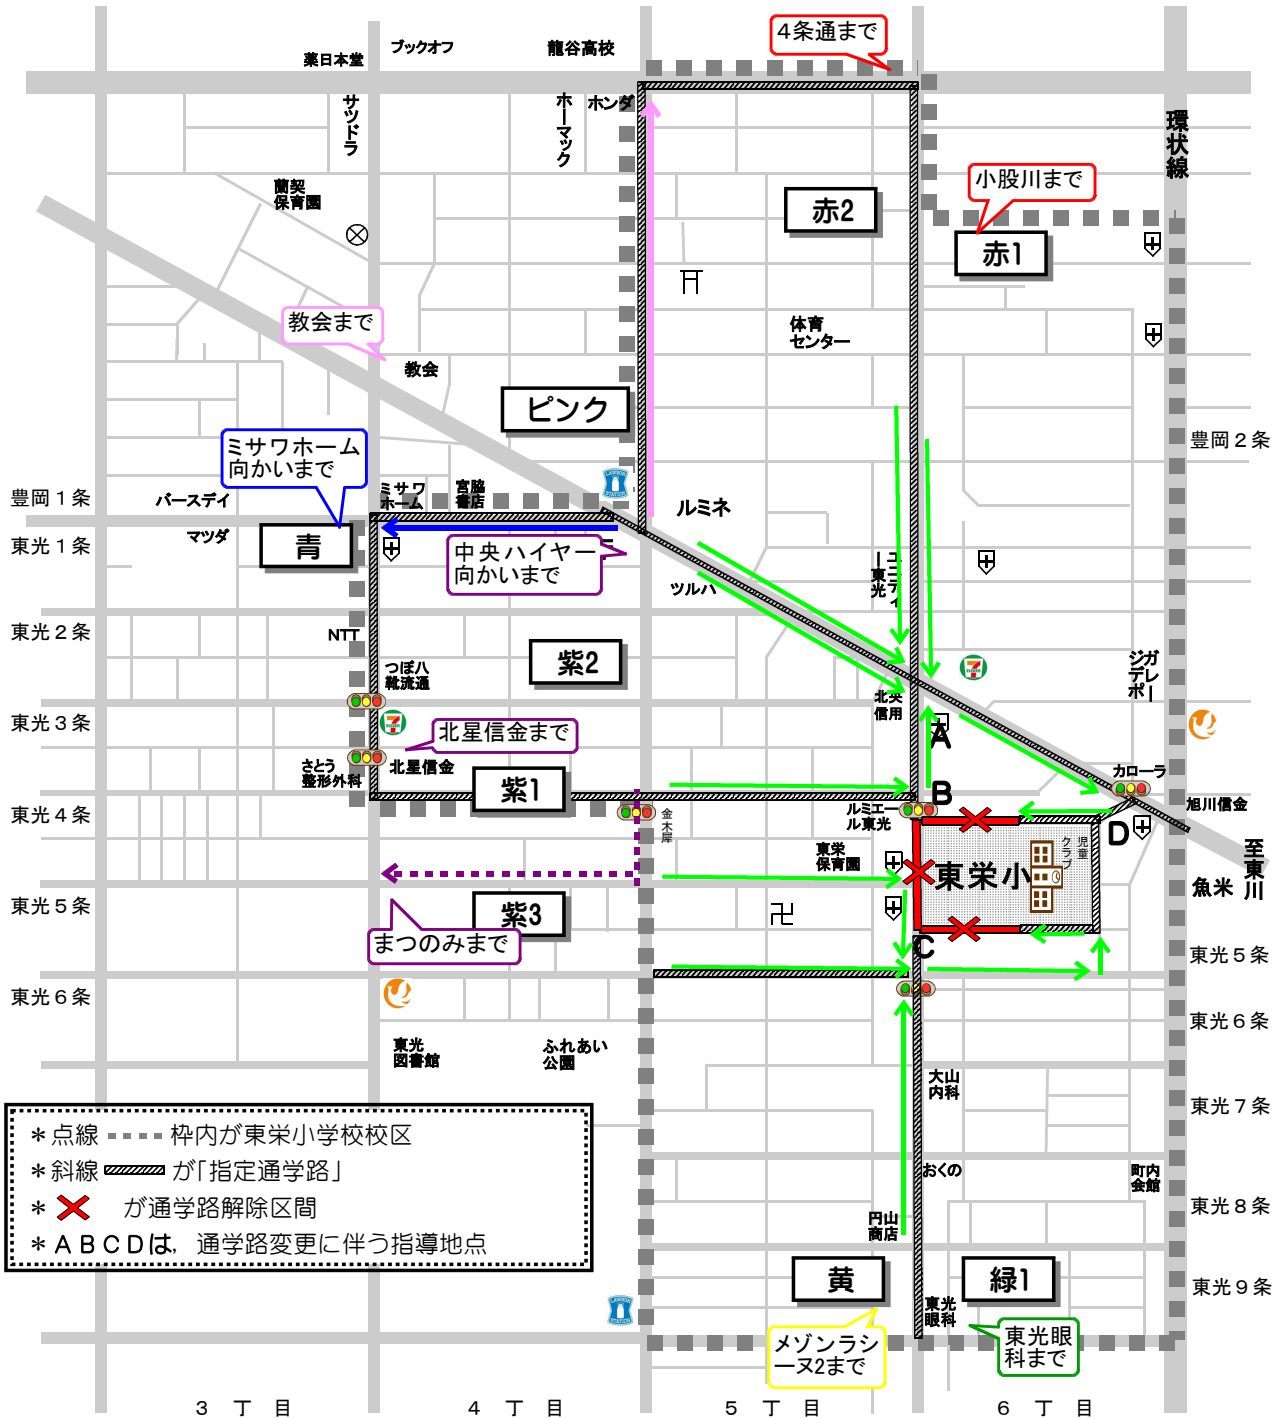 4条通まで
ブックオフ
龍谷高校
薬日本堂
サツドラ
ホーマック
ホンダ
環状線
小股川まで
蘭契
保育園
赤2
赤1
教会まで
体育
センター
教会
ピンク
ミサワホーム
向かいまで
豊岡2条
豊岡1条
バースデイ
ミサワ
ホーム
宮脇
書店
ルミネ
マツダ
東光1条
青
中央ハイヤー
向かいまで
ユニティ
ー東光
ツルハ
東光2条
NTT
紫2
つぼ八
靴流通
ガレー
ジデポ
北央
信用
東光3条
北星信金まで
A
さとう
整形外科
北星信金
カローラ
紫1
B
東光4条
ルミエー
ル東光
旭川信金
金木犀
D
児童
クラブ
東栄
保育園
至東川
東栄小
魚米
東光5条
紫3
まつのみまで
C
東光5条
東光6条
東光6条
東光
図書館
ふれあい
公園
大山
内科
東光7条
*点線 枠内が東栄小学校校区
*斜線 が「指定通学路」
* が通学路解除区間
*ABCDは,通学路変更に伴う指導地点
おくの
町内
会館
東光8条
円山
商店
黄
緑1
東光9条
東光
眼科
メゾンラシ
ーヌ2まで
東光眼
科まで
3丁目
4丁目
5丁目
6丁目